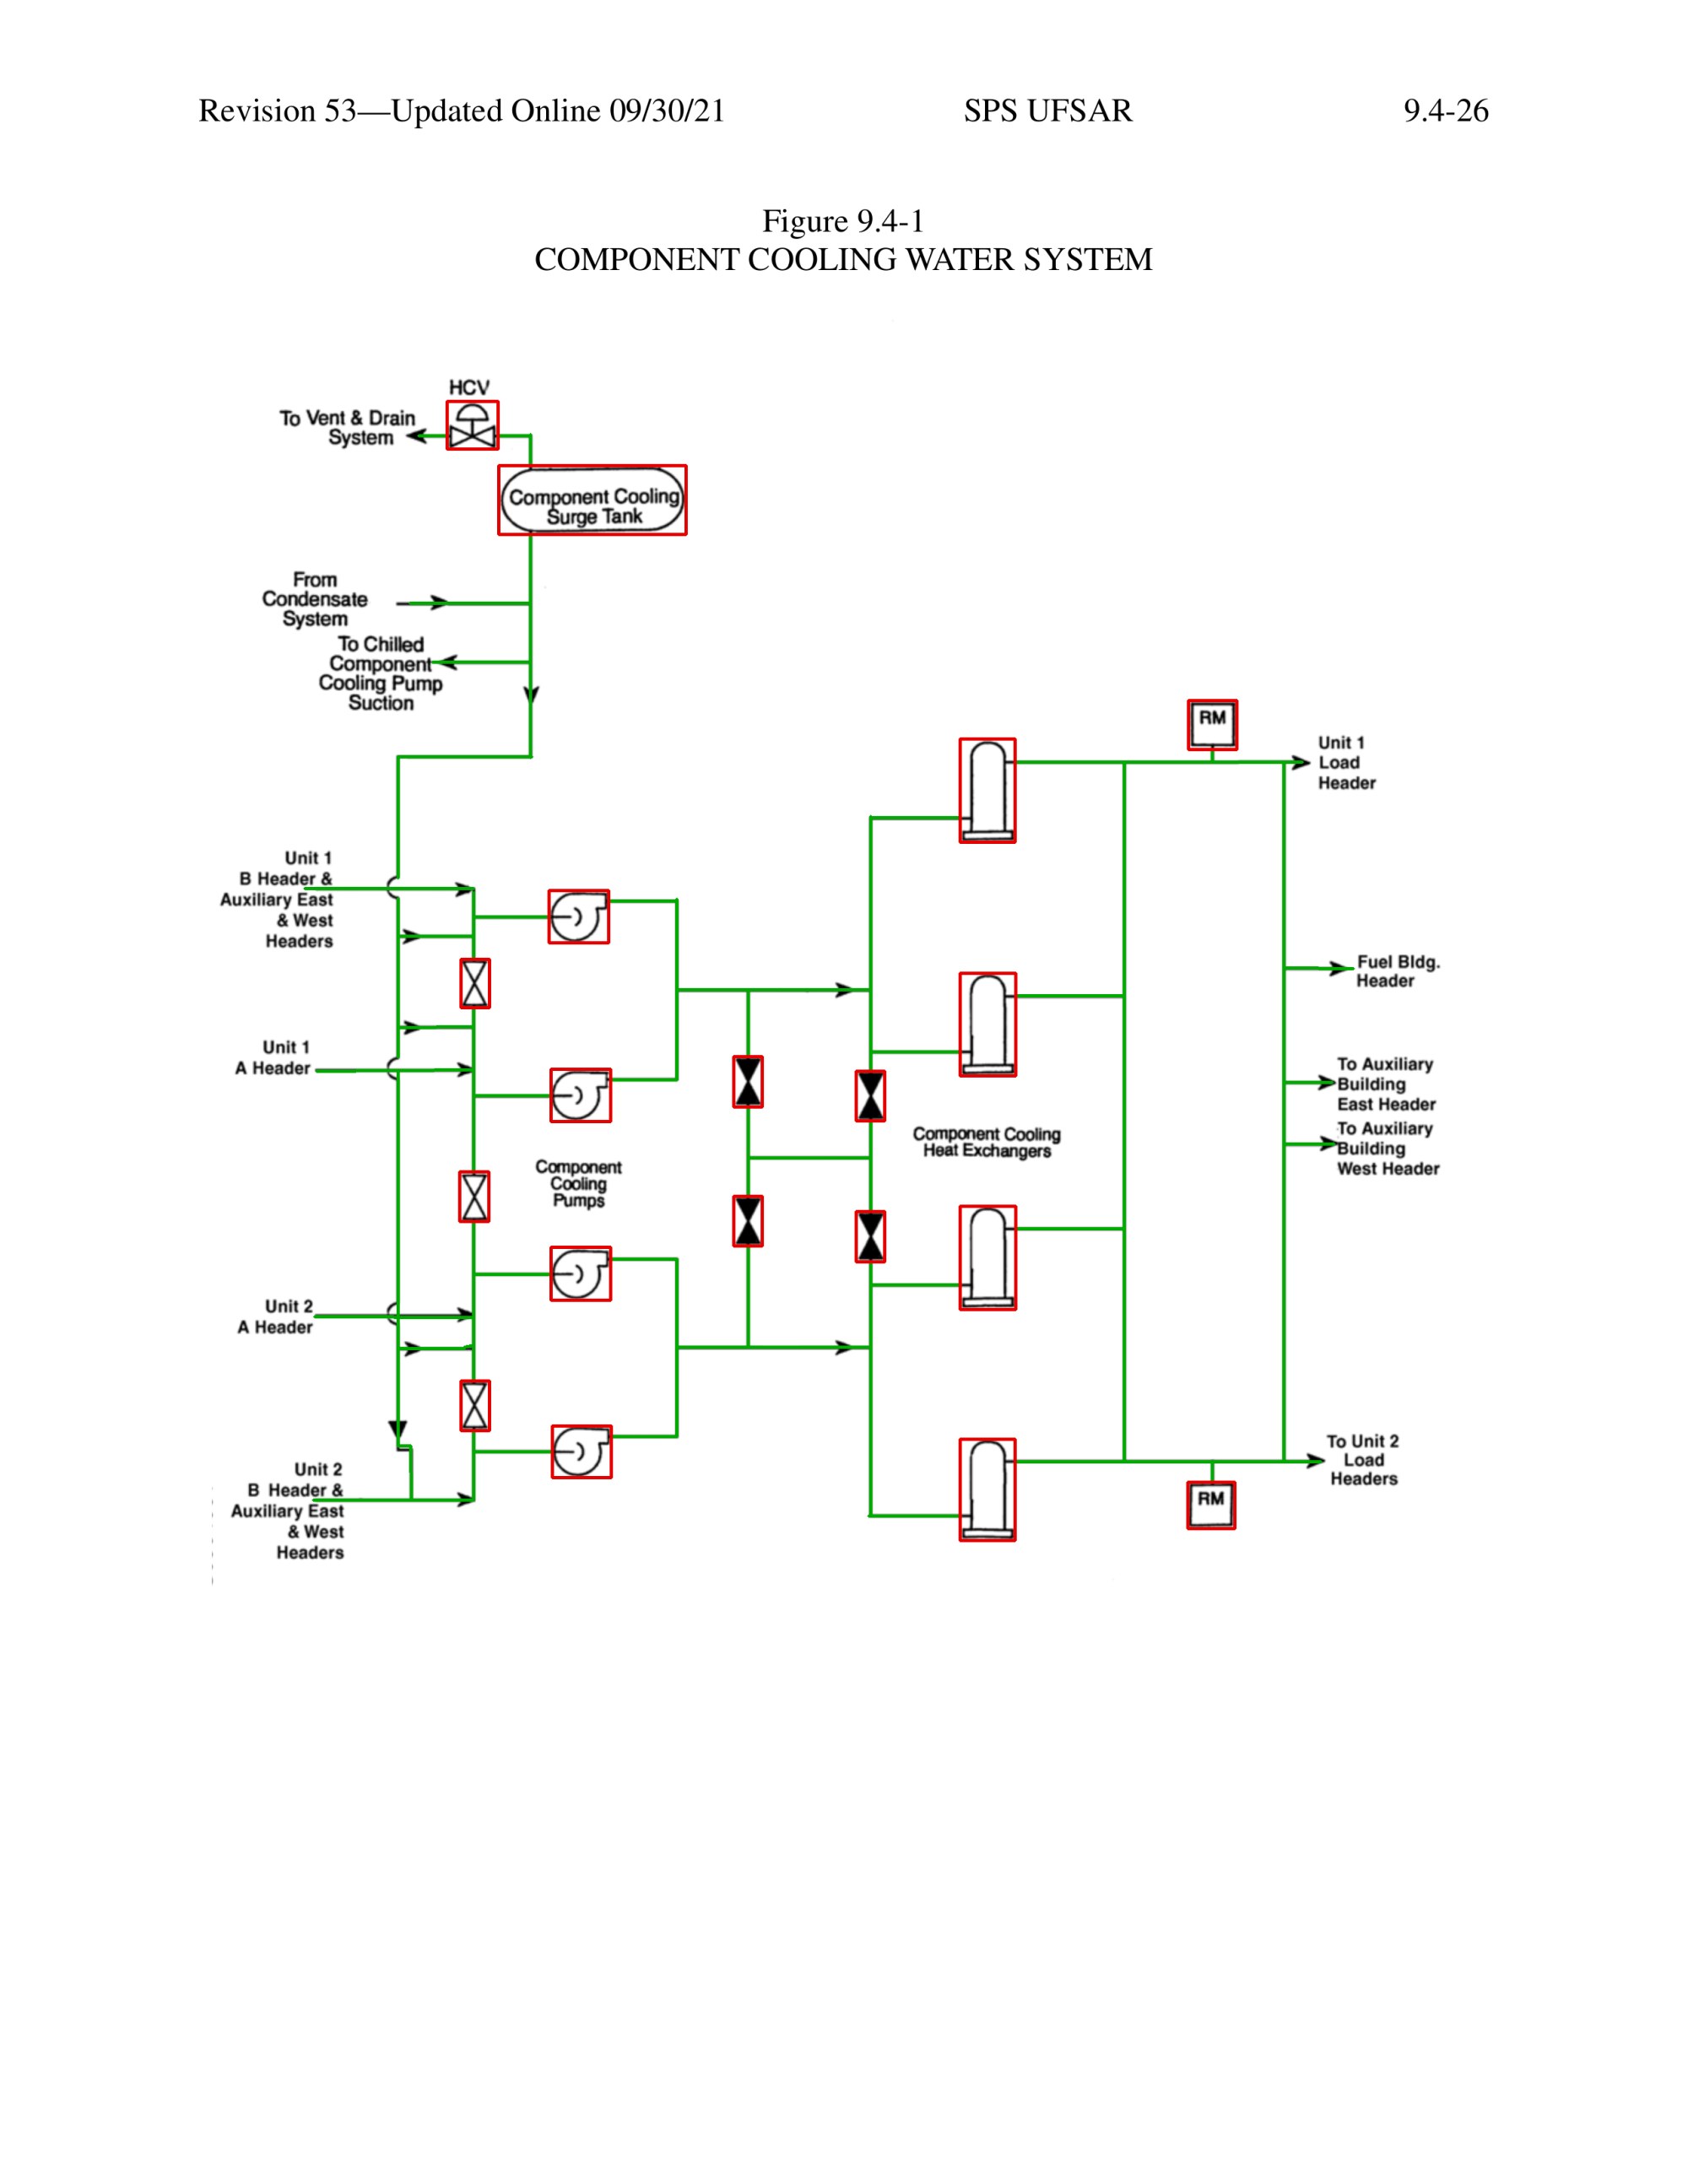 Revision 53—Updated Online 09/30/21 SPS UFSAR 9.4-26
Figure 9.4-1
COMPONENT COOLING WATER SYSTEM
HCV
To Vent & Drain
System
Component Cooling
Surge Tank
From
Condensate
System
To Chilled
Component
Cooling Pump
Suction
RM
Unit 1
Load
Header
Unit 1
B Header &
Auxiliary East
& West
Headers
Fuel Bldg.
Header
Unit 1
A Header
To Auxiliary
Building
East Header
To Auxiliary
Building
West Header
Component Cooling
Heat Exchangers
Component
Cooling
Pumps
Unit 2
A Header
To Unit 2
Load
Headers
Unit 2
B Header &
Auxiliary East
& West
Headers
RM